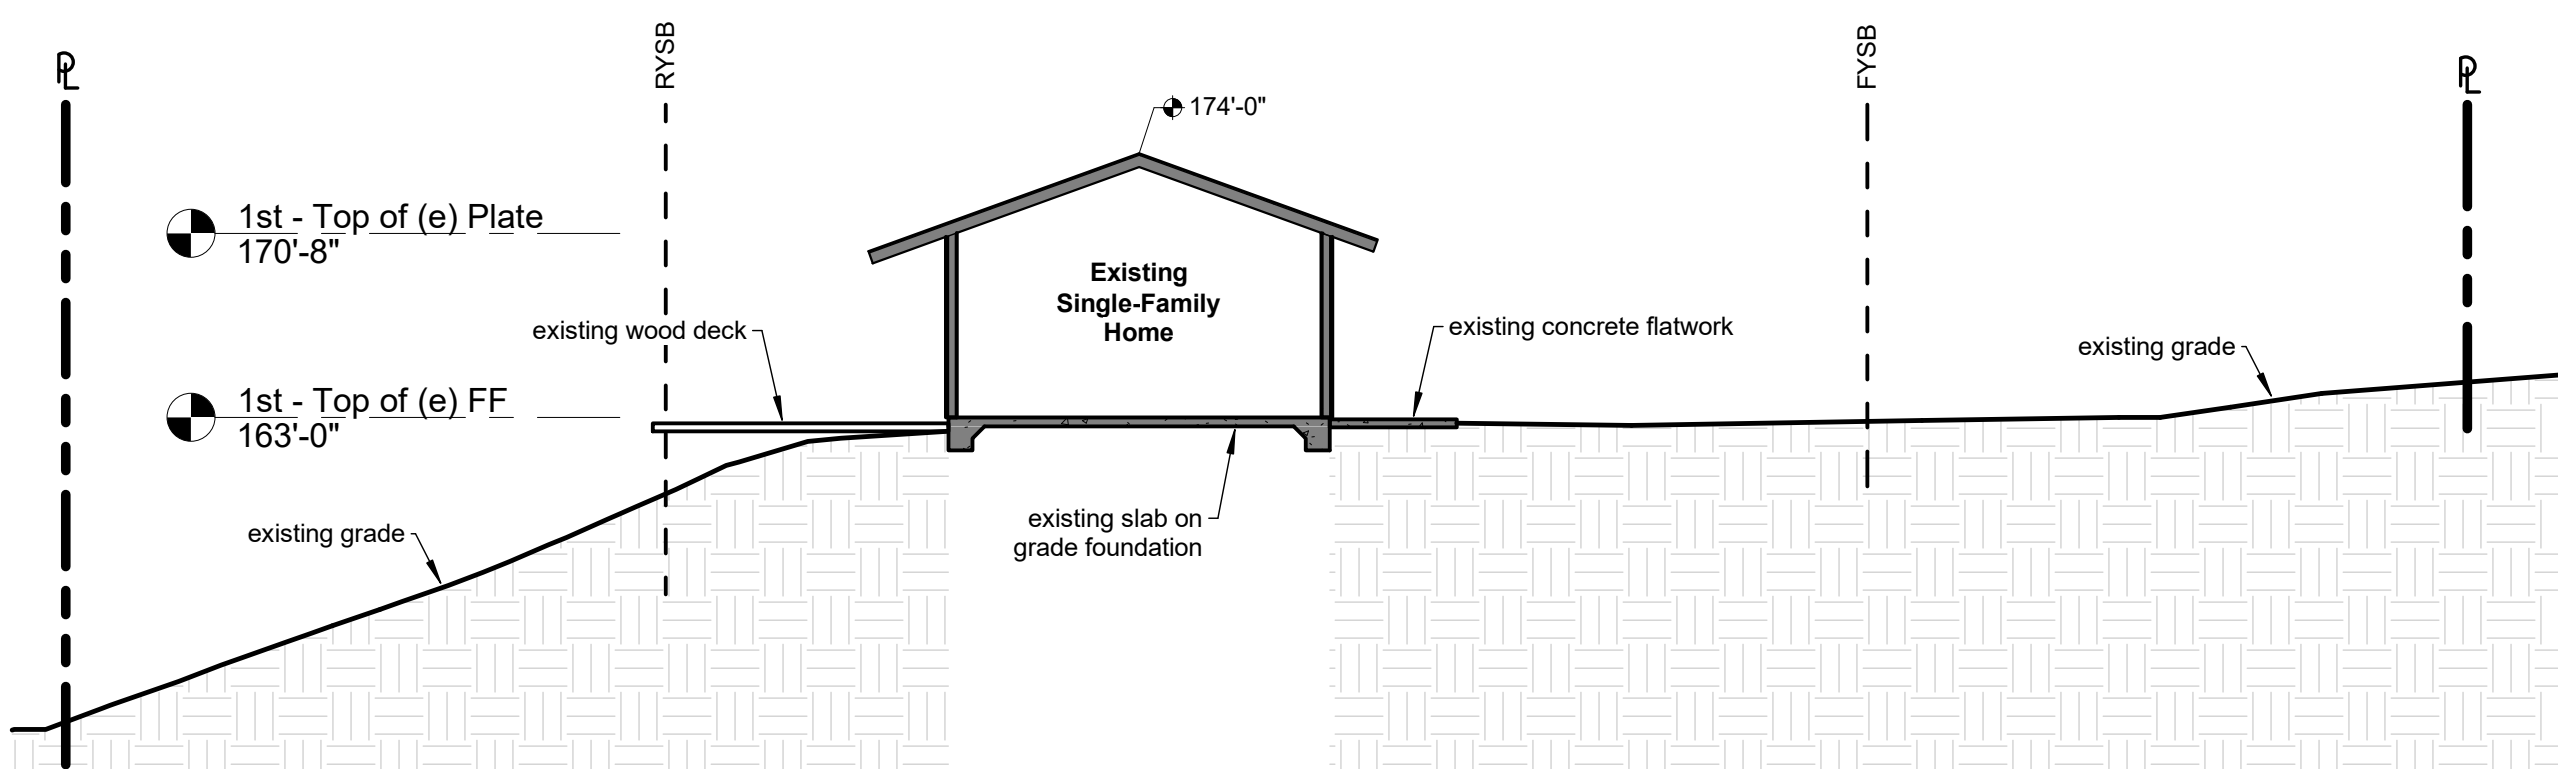 RYSB
FYSB
PL
PL
174'-0"
1st - Top of (e) Plate
170'-8"
Existing
Single-Family
Home
existing wood deck
existing concrete flatwork
existing grade
1st - Top of (e) FF
163'-0"
existing slab on
grade foundation
existing grade